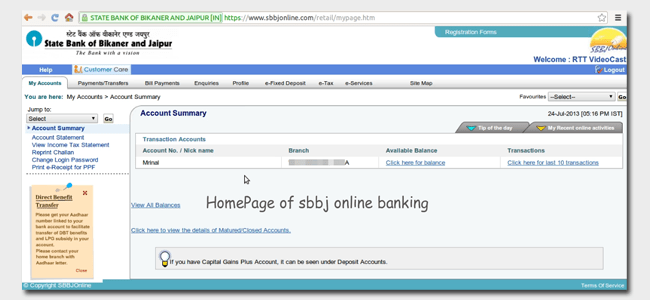 STATE BANK OF BIKANER AND JAIPUR [IN] https://www.sbbjonline.com/retail/mypage.htm
स्टेट बैंक ऑफ बीकानेर एण्ड जयपुर
State Bank of Bikaner and Jaipur
The Bank with a vision
Registration Forms
SBBJOnline
Welcome : RTT VideoCast
Help
Customer Care
Logout
My Accounts
Payments/Transfers
Bill Payments
Enquiries
Profile
e-Fixed Deposit
e-Tax
e-Services
Site Map
You are here: My Accounts > Account Summary
Favourites --Select-- Go
Jump to:
Select Go
Account Summary
Account Statement
View Income Tax Statement
Reprint Challan
Change Login Password
Print e-Receipt for PPF
Direct Benefit
Transfer
Please get your Aadhaar
number linked to your
bank account to facilitate
transfer of DBT benefits
and LPG subsidy in your
account.
Please contact your
home branch with
Aadhaar letter.
Close
Account Summary
24-Jul-2013 [05:16 PM IST]
Tip of the day
My Recent online activities
Transaction Accounts
Account No. / Nick name Branch Available Balance Transactions
Mrinal A Click here for balance Click here for last 10 transactions
HomePage of sbbj online banking
View All Balances
Click here to view the details of Matured/Closed Accounts.
If you have Capital Gains Plus Account, it can be seen under Deposit Accounts.
© Copyright SBBJOnline
Terms Of Service